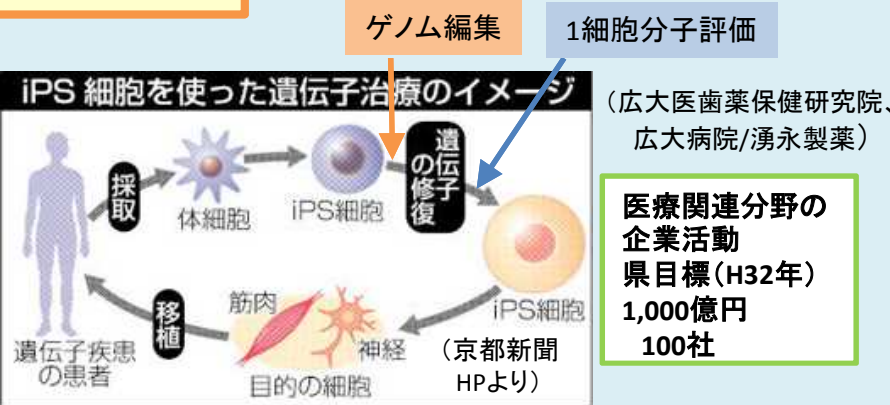 ゲノム編集
1細胞分子評価
iPS 細胞を使った遺伝子治療のイメージ
(広大医歯薬保健研究院、
広大病院/湧永製薬)
採取
体細胞
iPS細胞
遺伝子
の修復
iPS細胞
医療関連分野の
企業活動
県目標(H32年)
1,000億円
100社
移植
筋肉
神経
目的の細胞
遺伝子疾患
の患者
(京都新聞
HPより)